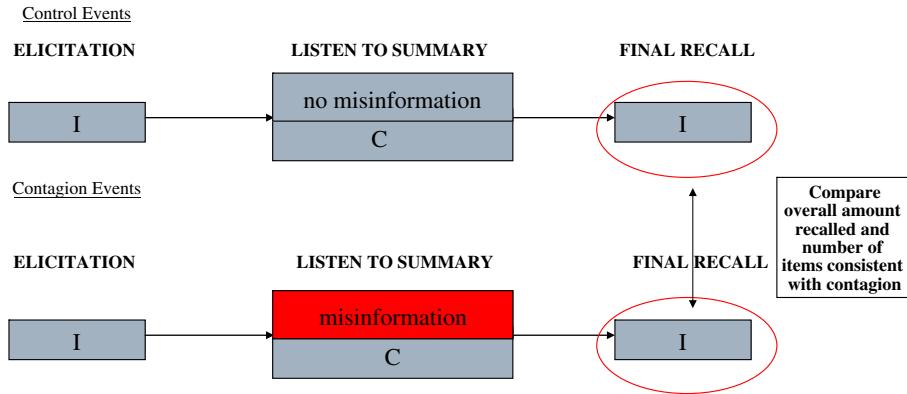 Control Events
ELICITATION LISTEN TO SUMMARY FINAL RECALL
no misinformation
I C I
Contagion Events
Compare
overall amount
recalled and
number of
items consistent
with contagion
ELICITATION LISTEN TO SUMMARY FINAL RECALL
misinformation
I C I